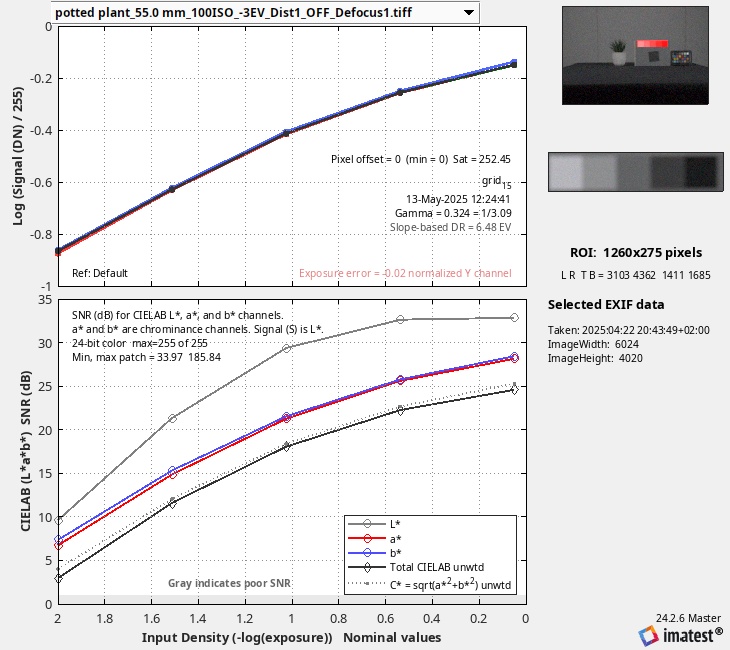 potted plant_55.0 mm_100ISO_-3EV_Dist1_OFF_Defocus1.tiff
0
-0.2
-0.4
-0.6
-0.8
-1
Log (Signal (DN) / 255)
Pixel offset = 0 (min = 0) Sat = 252.45
grid_15
13-May-2025 12:24:41
Gamma = 0.324 = 1/3.09
Slope-based DR = 6.48 EV
Ref: Default
Exposure error = -0.02 normalized Y channel
35
30
25
20
15
10
5
0
CIELAB (L*a*b*) SNR (dB)
SNR (dB) for CIELAB L*, a*, and b* channels.
a* and b* are chrominance channels. Signal (S) is L*.
24-bit color max=255 of 255
Min, max patch = 33.97 185.84
L*
a*
b*
Total CIELAB unwtd
C* = sqrt(a*2+b*2) unwtd
Gray indicates poor SNR
2 1.8 1.6 1.4 1.2 1 0.8 0.6 0.4 0.2 0
Input Density (-log(exposure)) Nominal values
ROI: 1260x275 pixels
L R T B = 3103 4362 1411 1685
Selected EXIF data
Taken: 2025:04:22 20:43:49+02:00
ImageWidth: 6024
ImageHeight: 4020
24.2.6 Master
imatest®